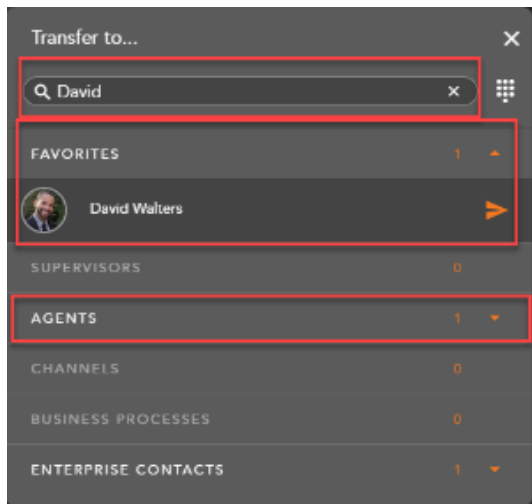 Transfer to...
David
FAVORITES 1
David Walters
SUPERVISORS 0
AGENTS 1
CHANNELS 0
BUSINESS PROCESSES 0
ENTERPRISE CONTACTS 1